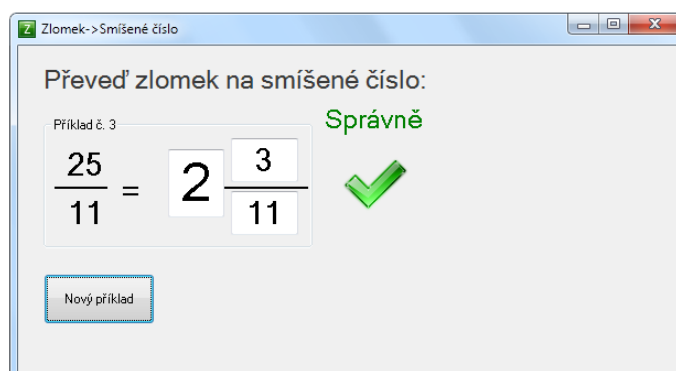 Z Zlomek->Smíšené číslo
Převeď zlomek na smíšené číslo:
Příklad č. 3
Správně
25
11
=
2
3
11
Nový příklad